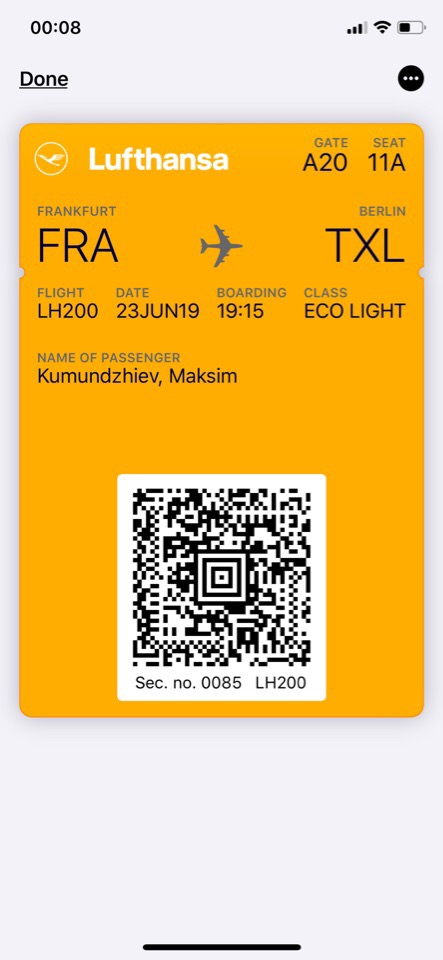 00:08
Done
Lufthansa
GATE SEAT
A20 11A
FRANKFURT BERLIN
FRA TXL
FLIGHT DATE BOARDING CLASS
LH200 23JUN19 19:15 ECO LIGHT
NAME OF PASSENGER
Kumundzhiev, Maksim
Sec. no. 0085 LH200